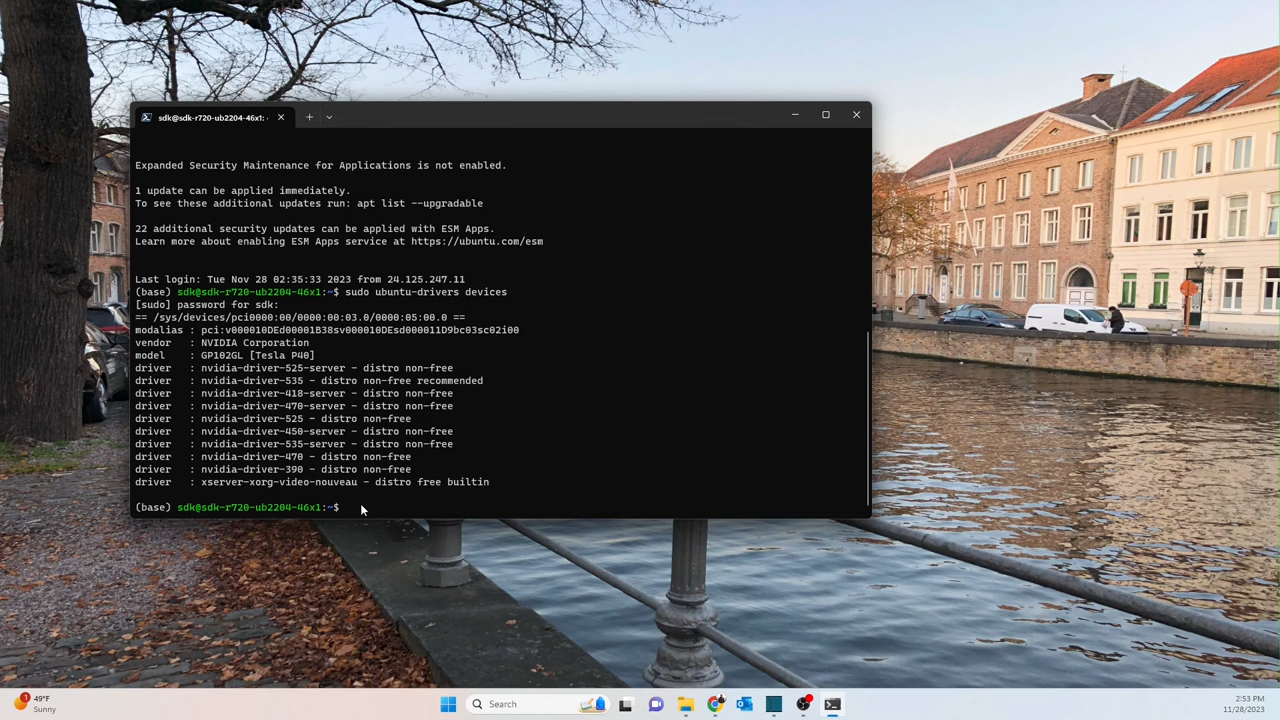 sdk@sdk-r720-ub2204-46x1:
Expanded Security Maintenance for Applications is not enabled.
1 update can be applied immediately.
To see these additional updates run: apt list --upgradable
22 additional security updates can be applied with ESM Apps.
Learn more about enabling ESM Apps service at https://ubuntu.com/esm
Last login: Tue Nov 28 02:35:33 2023 from 24.125.247.11
(base) sdk@sdk-r720-ub2204-46x1:~$ sudo ubuntu-drivers devices
[sudo] password for sdk:
== /sys/devices/pci0000:00/0000:00:03.0/0000:05:00.0 ==
modalias : pci:v000010DEd00001B38sv000010DEsd000011D9bc03sc02i00
vendor   : NVIDIA Corporation
model    : GP102GL [Tesla P40]
driver   : nvidia-driver-525-server - distro non-free
driver   : nvidia-driver-535 - distro non-free recommended
driver   : nvidia-driver-418-server - distro non-free
driver   : nvidia-driver-470-server - distro non-free
driver   : nvidia-driver-525 - distro non-free
driver   : nvidia-driver-450-server - distro non-free
driver   : nvidia-driver-535-server - distro non-free
driver   : nvidia-driver-470 - distro non-free
driver   : nvidia-driver-390 - distro non-free
driver   : xserver-xorg-video-nouveau - distro free builtin
(base) sdk@sdk-r720-ub2204-46x1:~$
1
49°F
Sunny
Search
2:53 PM
11/28/2023